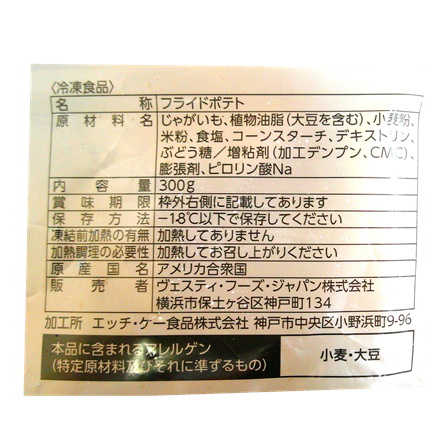 〈冷凍食品〉
名称 フライドポテト
原材料名 じゃがいも、植物油脂(大豆を含む)、小麦粉、
米粉、食塩、コーンスターチ、デキストリン、
ぶどう糖/増粘剤(加工デンプン、CMC)、
膨張剤、ピロリン酸Na
内容量 300g
賞味期限 枠外右側に記載してあります
保存方法 −18℃以下で保存してください
凍結前加熱の有無 加熱してありません
加熱調理の必要性 加熱してお召し上がりください
原産国名 アメリカ合衆国
販売者 ヴェスティ・フーズ・ジャパン株式会社
横浜市保土ヶ谷区神戸町134
加工所 エッチ・ケー食品株式会社 神戸市中央区小野浜町9-96
本品に含まれるアレルゲン
(特定原材料及びそれに準ずるもの)
小麦・大豆